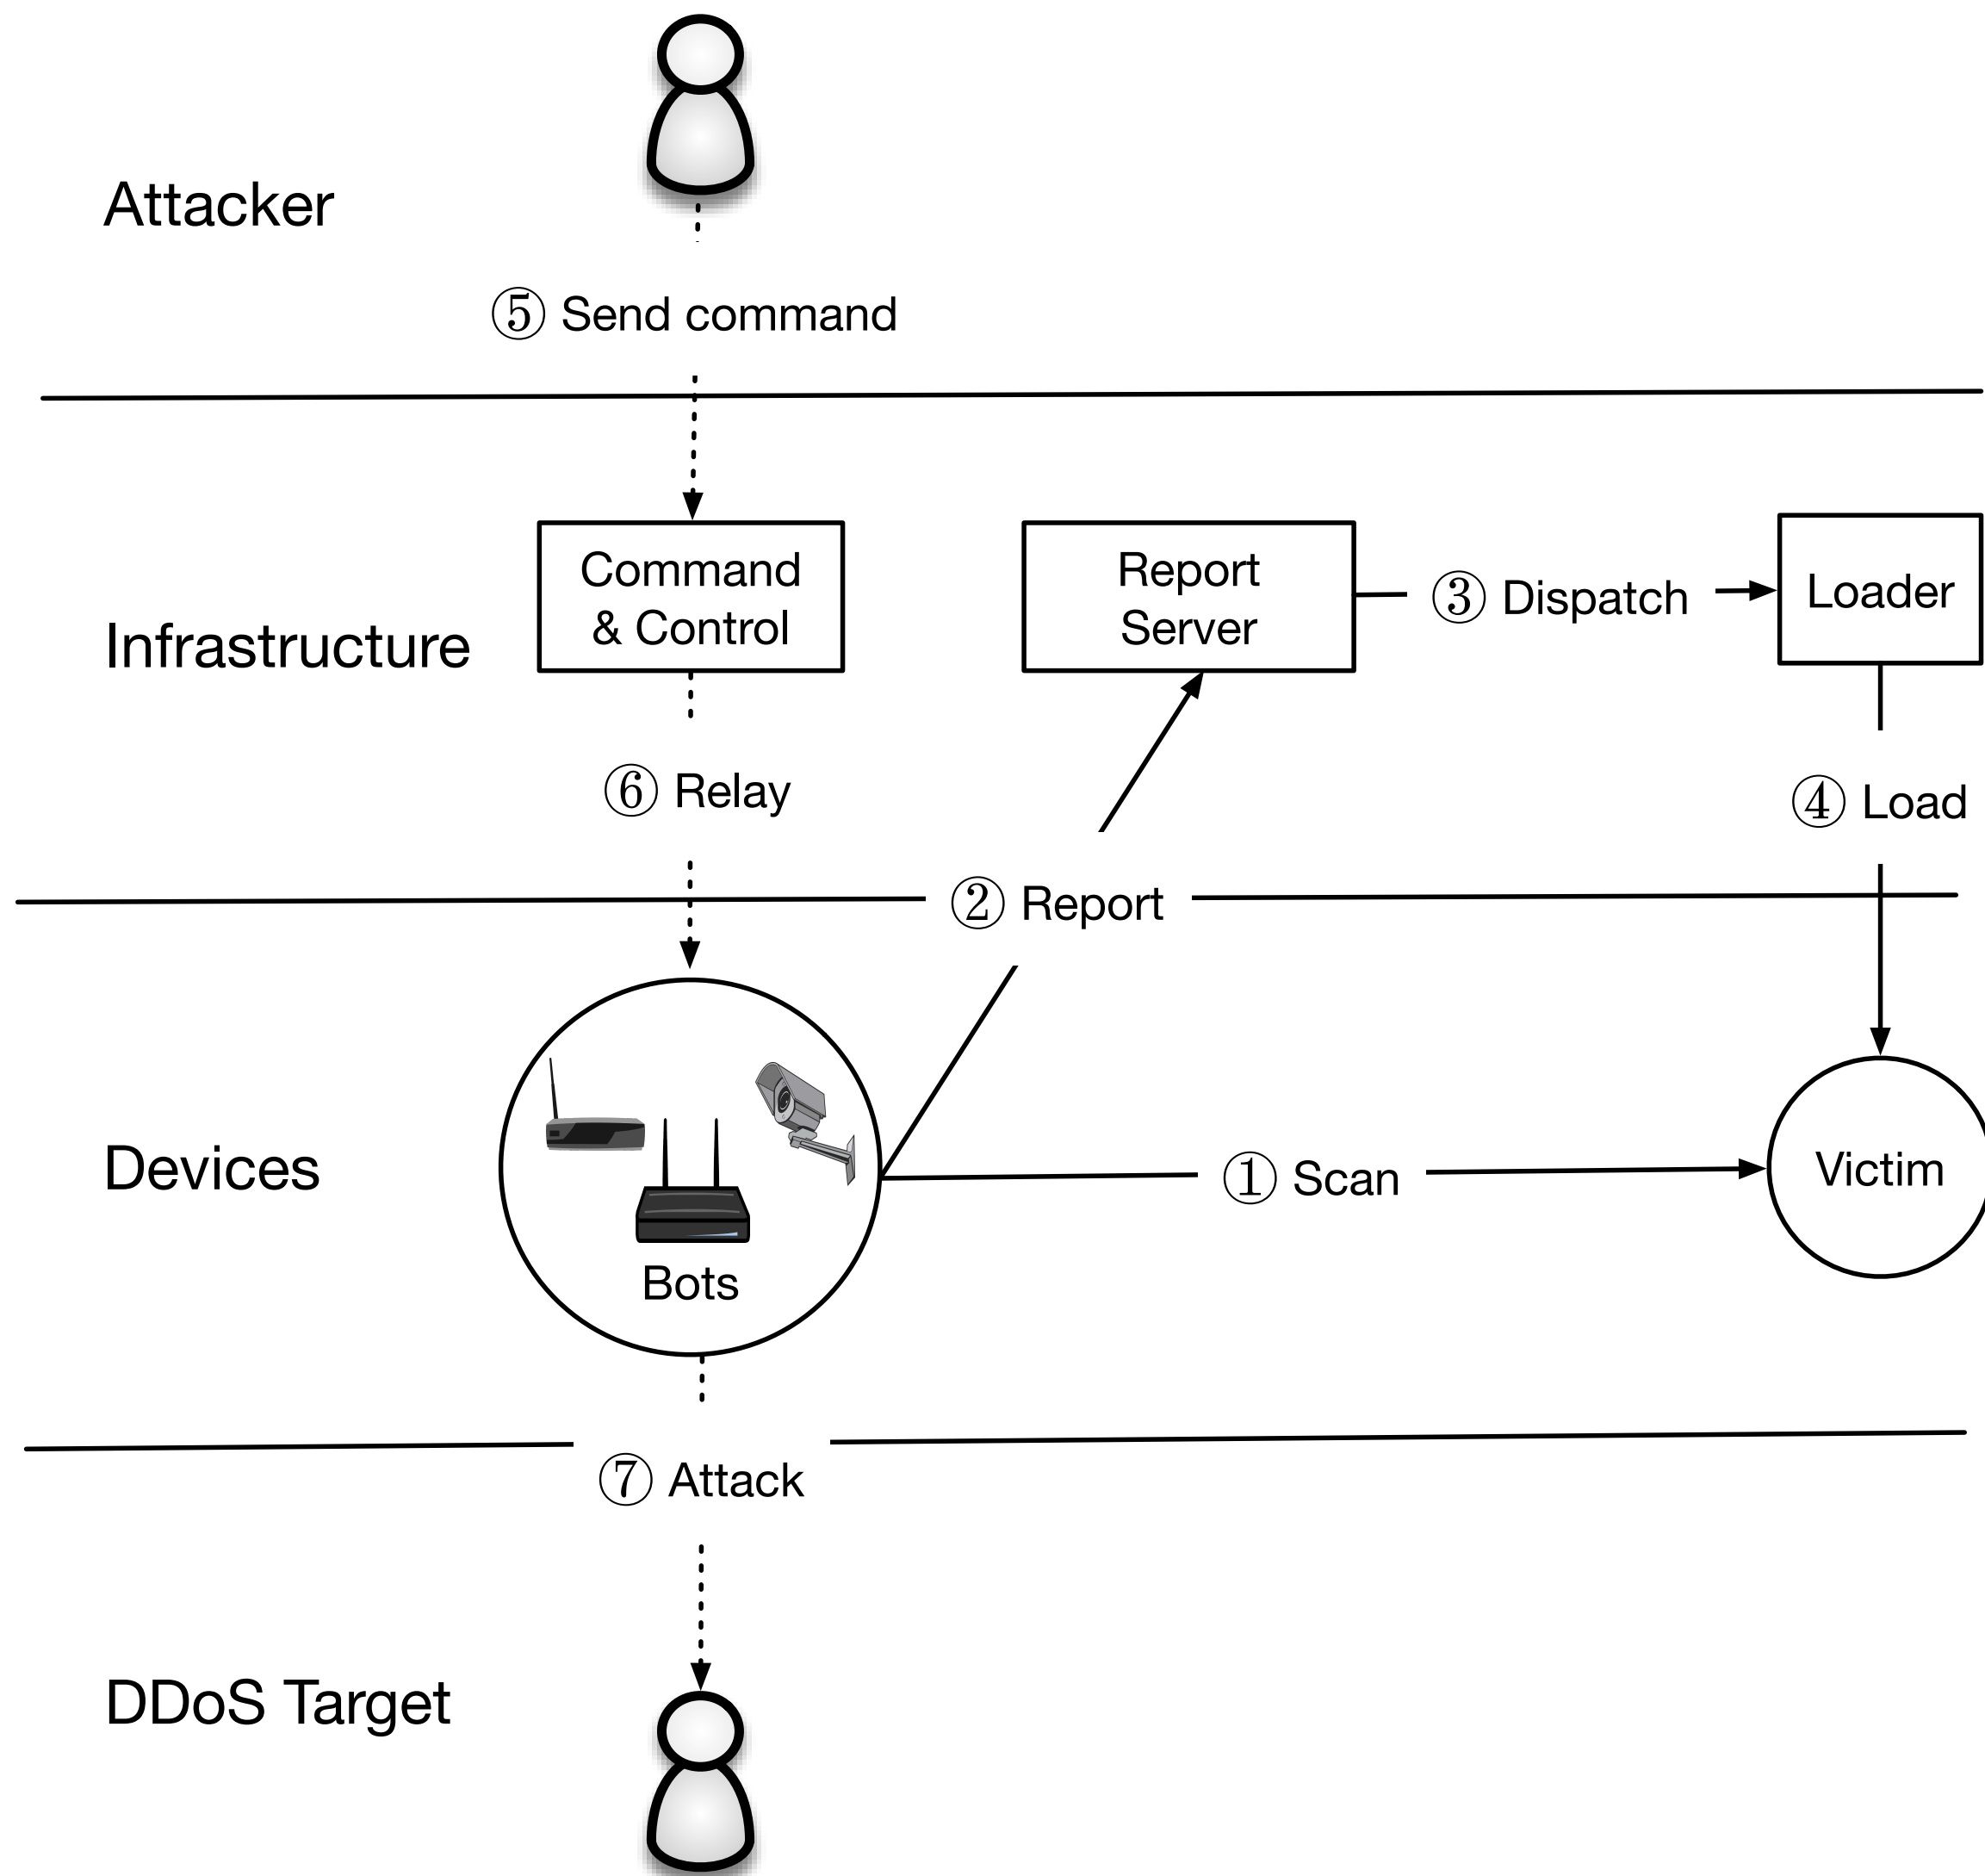 Attacker
⑤ Send command
Infrastructure
Command
& Control
Report
Server
③ Dispatch
Loader
⑥ Relay
④ Load
② Report
Devices
Bots
① Scan
Victim
⑦ Attack
DDoS Target